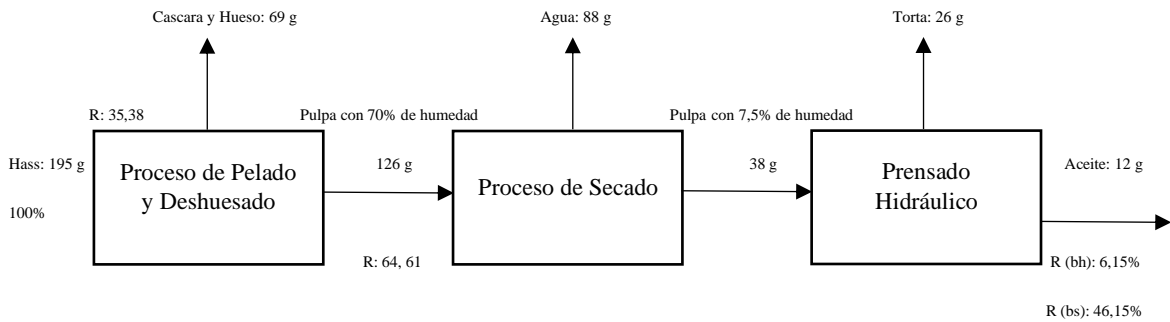 Cascara y Hueso: 69 g
Agua: 88 g
Torta: 26 g
R: 35,38
Pulpa con 70% de humedad
Pulpa con 7,5% de humedad
Hass: 195 g
100%
Proceso de Pelado
y Deshuesado
126 g
Proceso de Secado
38 g
Prensado
Hidráulico
Aceite: 12 g
R: 64, 61
R (bh): 6,15%
R (bs): 46,15%